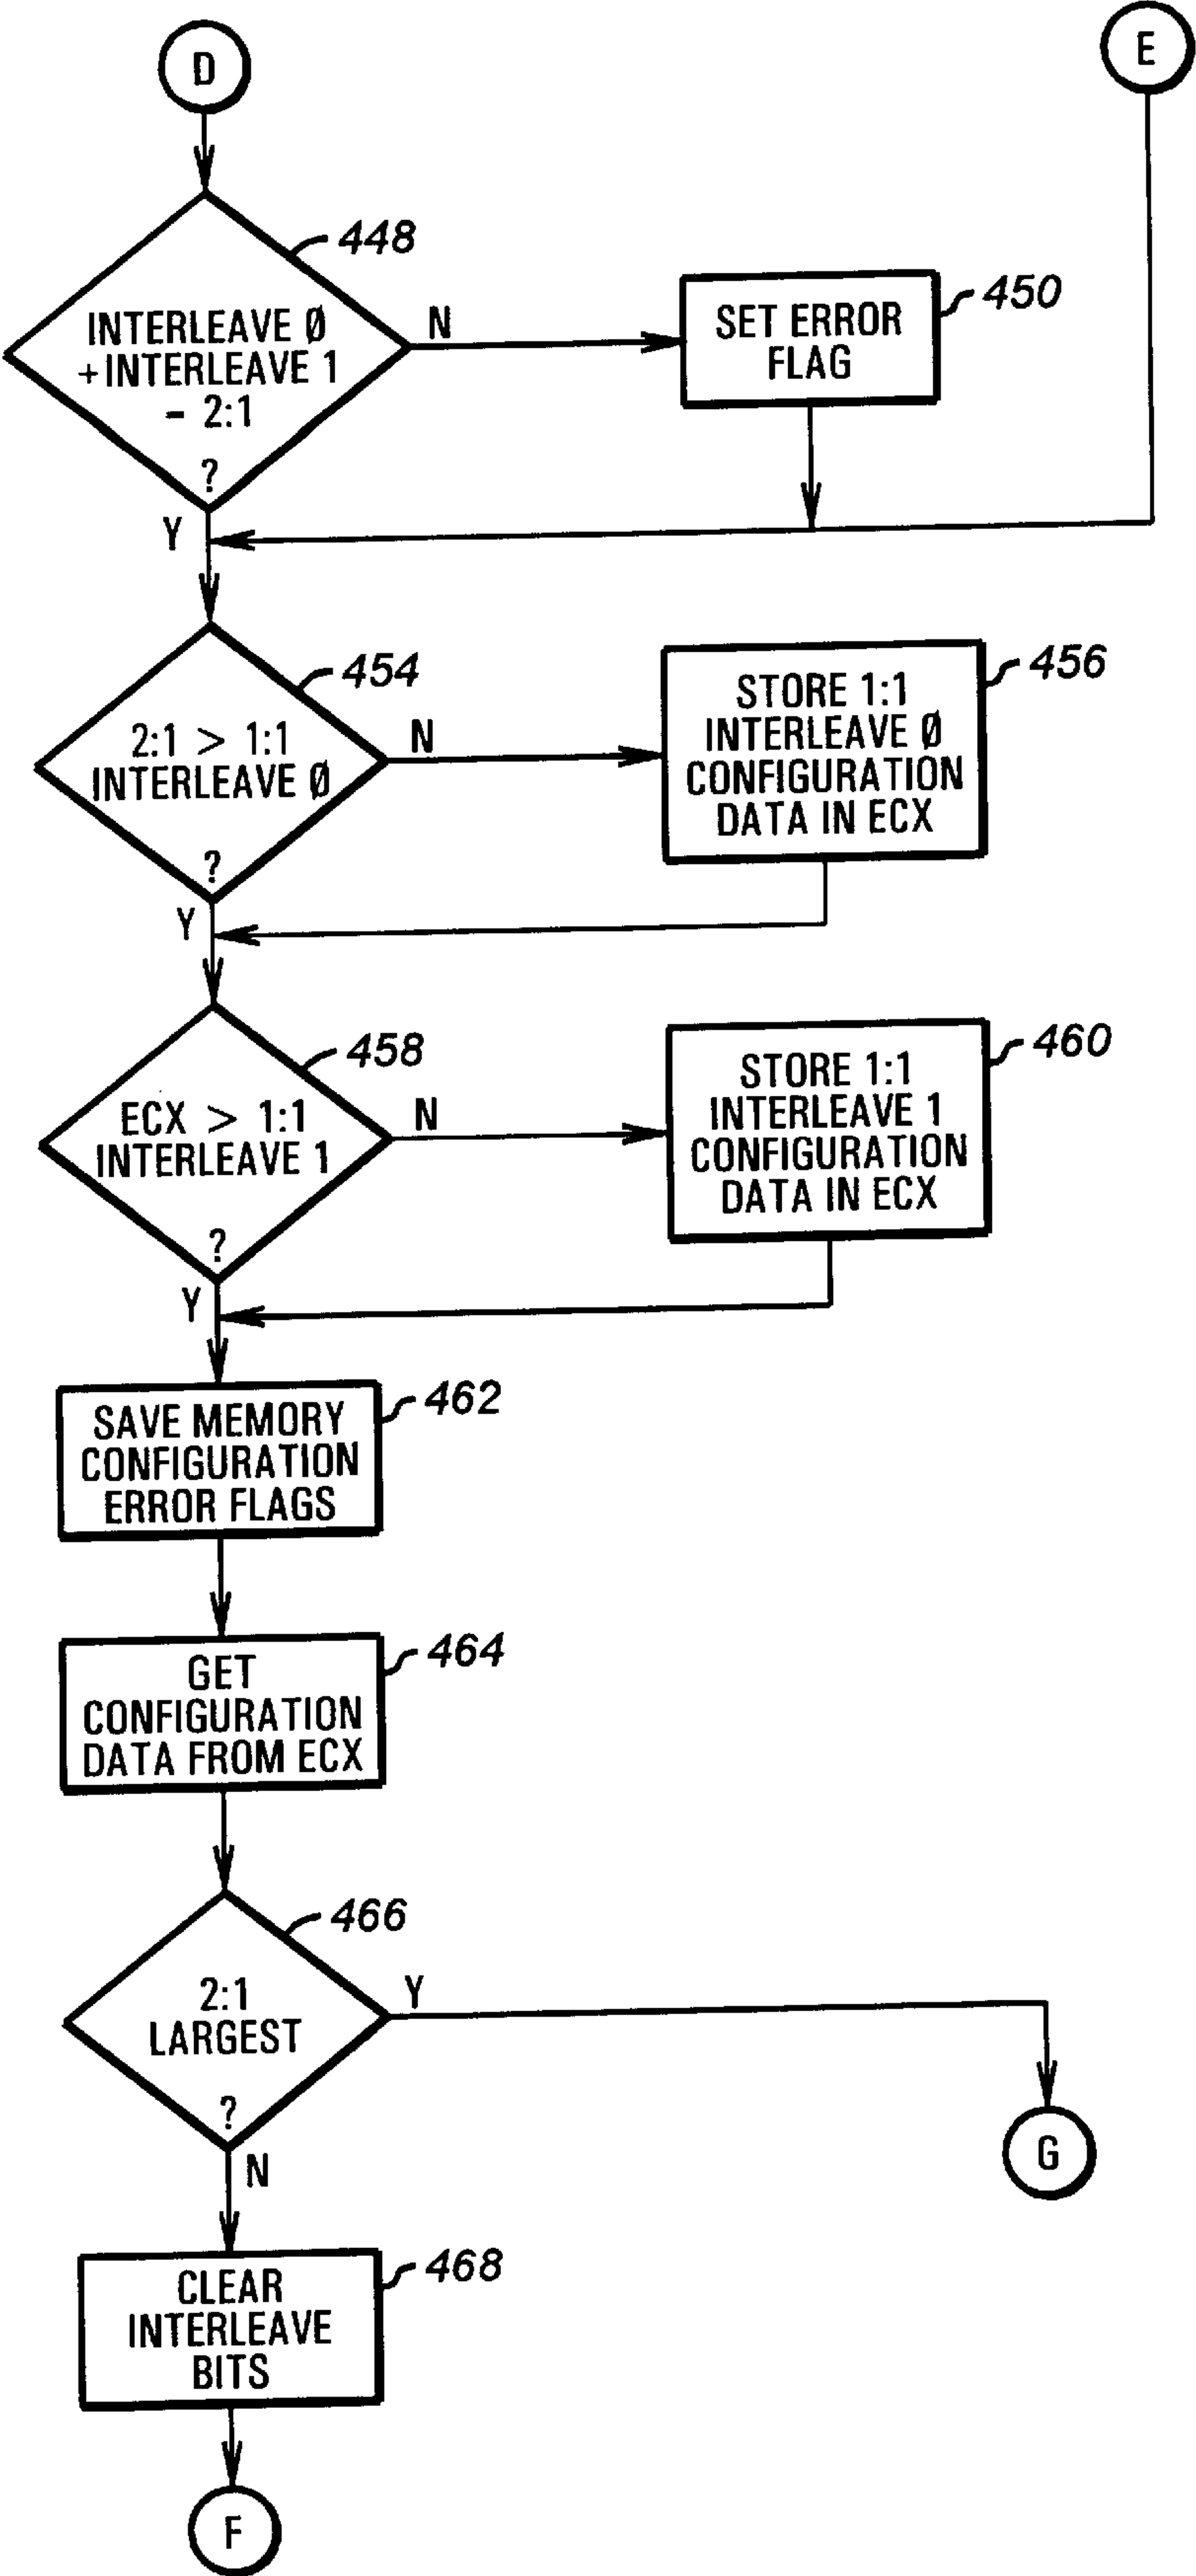 D
E
448
INTERLEAVE Ø
+INTERLEAVE 1
- 2:1
?
N
Y
SET ERROR
FLAG
450
454
2:1 > 1:1
INTERLEAVE Ø
?
N
Y
STORE 1:1
INTERLEAVE Ø
CONFIGURATION
DATA IN ECX
456
458
ECX > 1:1
INTERLEAVE 1
?
N
Y
STORE 1:1
INTERLEAVE 1
CONFIGURATION
DATA IN ECX
460
SAVE MEMORY
CONFIGURATION
ERROR FLAGS
462
GET
CONFIGURATION
DATA FROM ECX
464
466
2:1
LARGEST
?
Y
G
N
CLEAR
INTERLEAVE
BITS
468
F